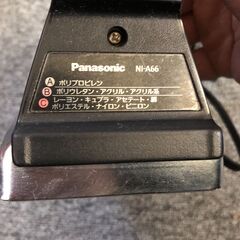 Panasonic NI-A66
Ⓐ ポリプロピレン
Ⓑ ポリウレタン・アクリル・アクリル系
Ⓒ レーヨン・キュプラ・アセテート・絹
ポリエステル・ナイロン・ビニロン